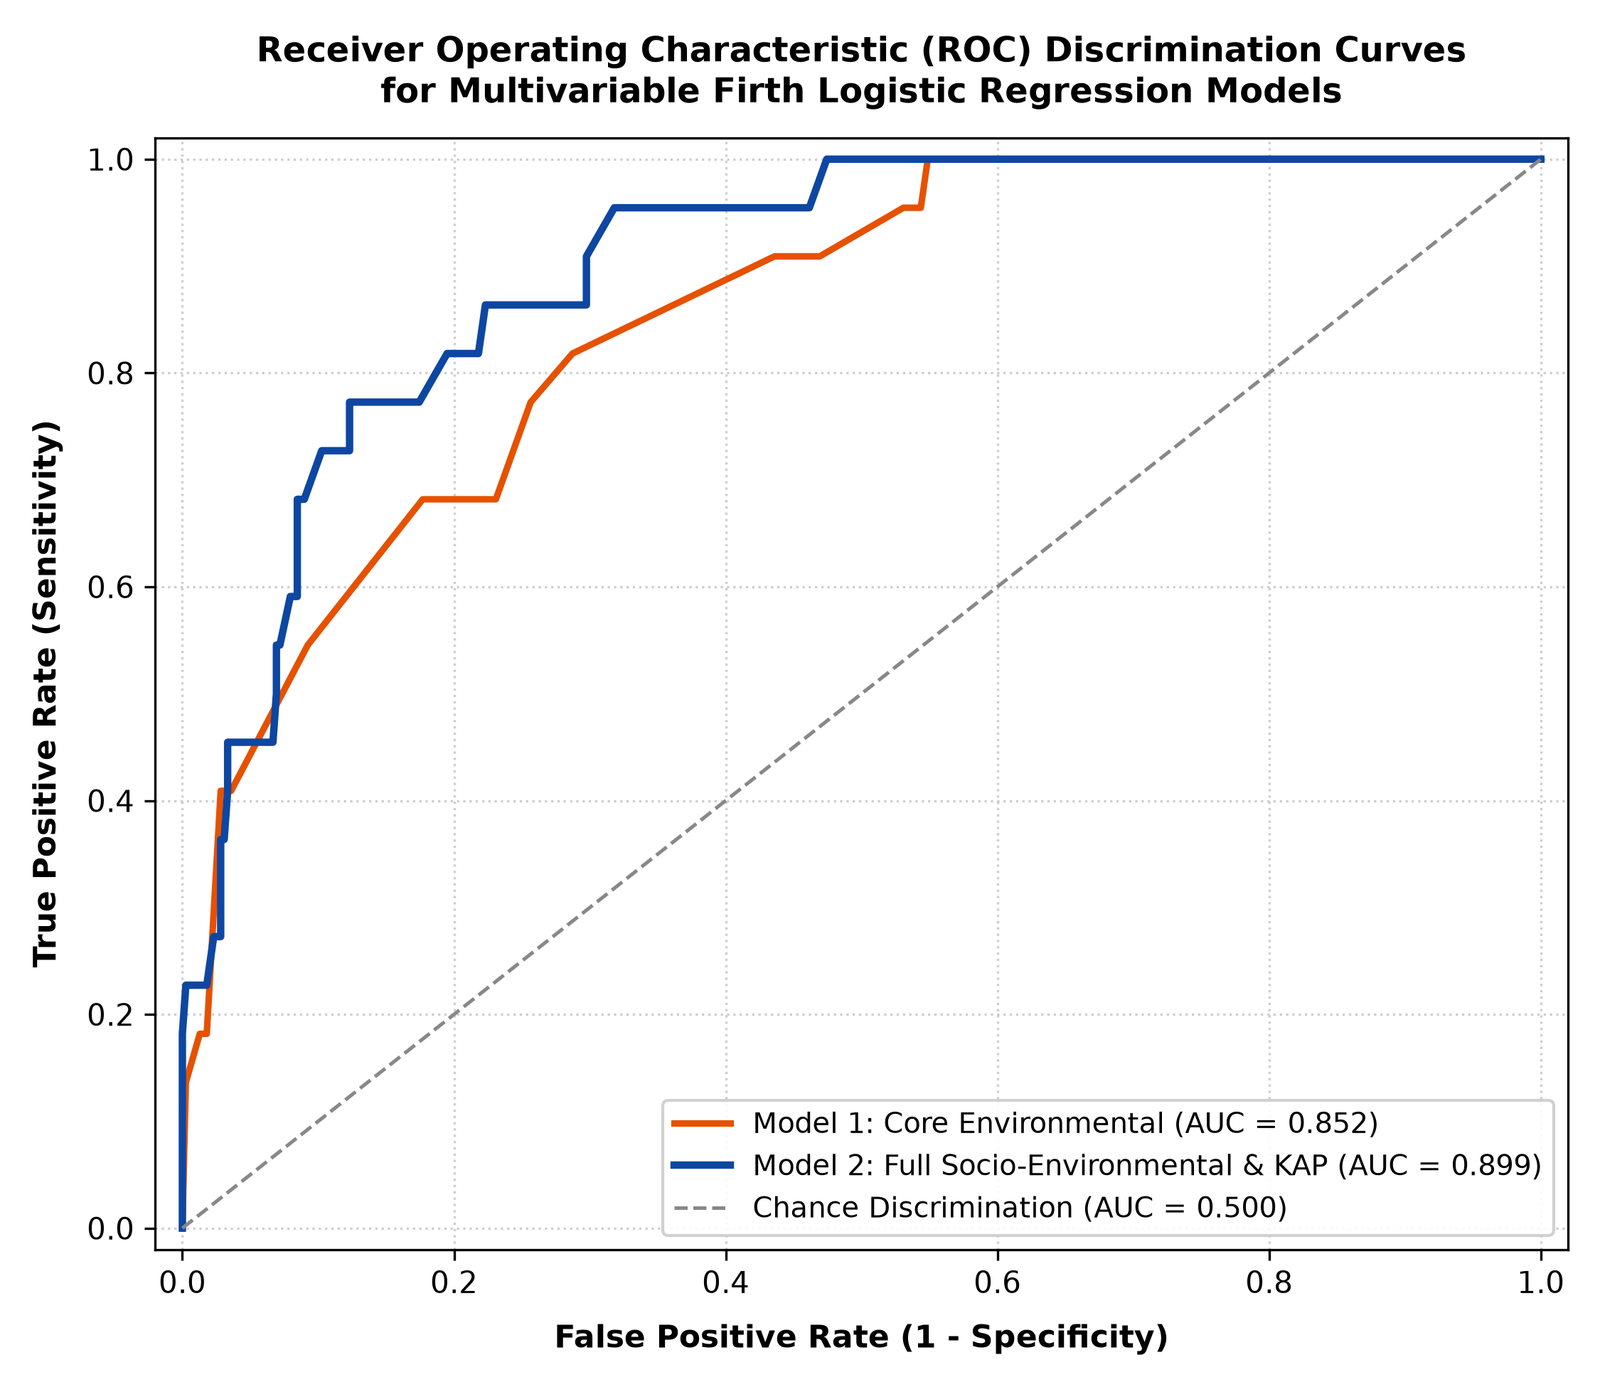 Receiver Operating Characteristic (ROC) Discrimination Curves
for Multivariable Firth Logistic Regression Models
True Positive Rate (Sensitivity)
1.0
0.8
0.6
0.4
0.2
0.0
Model 1: Core Environmental (AUC = 0.852)
Model 2: Full Socio-Environmental & KAP (AUC = 0.899)
Chance Discrimination (AUC = 0.500)
0.0 0.2 0.4 0.6 0.8 1.0
False Positive Rate (1 - Specificity)